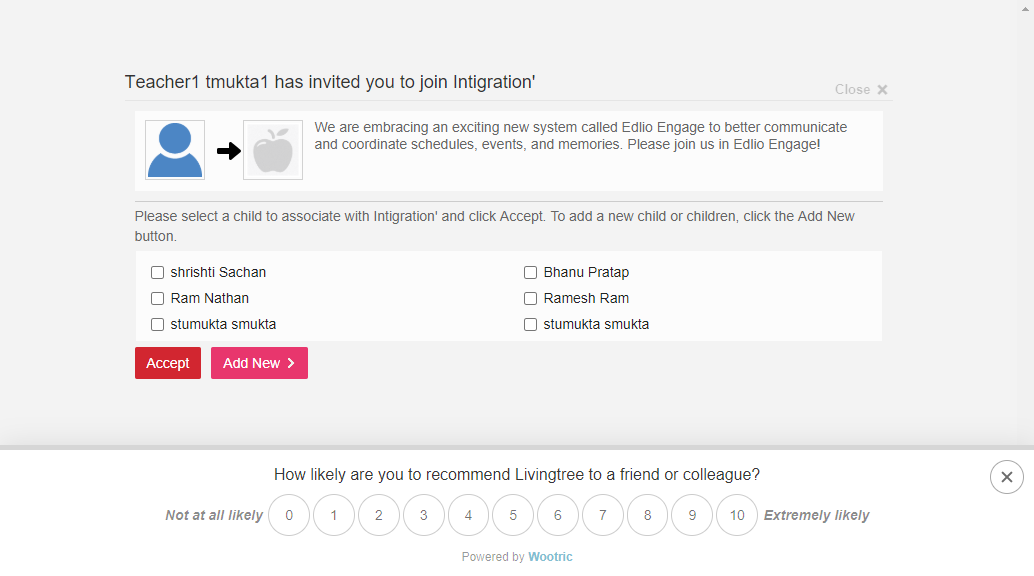 Teacher1 tmukta1 has invited you to join Intigration'
Close
We are embracing an exciting new system called Edlio Engage to better communicate
and coordinate schedules, events, and memories. Please join us in Edlio Engage!
Please select a child to associate with Intigration' and click Accept. To add a new child or children, click the Add New
button.
shrishti Sachan
Bhanu Pratap
Ram Nathan
Ramesh Ram
stumukta smukta
stumukta smukta
Accept
Add New
How likely are you to recommend Livingtree to a friend or colleague?
Not at all likely 0 1 2 3 4 5 6 7 8 9 10 Extremely likely
Powered by Wootric